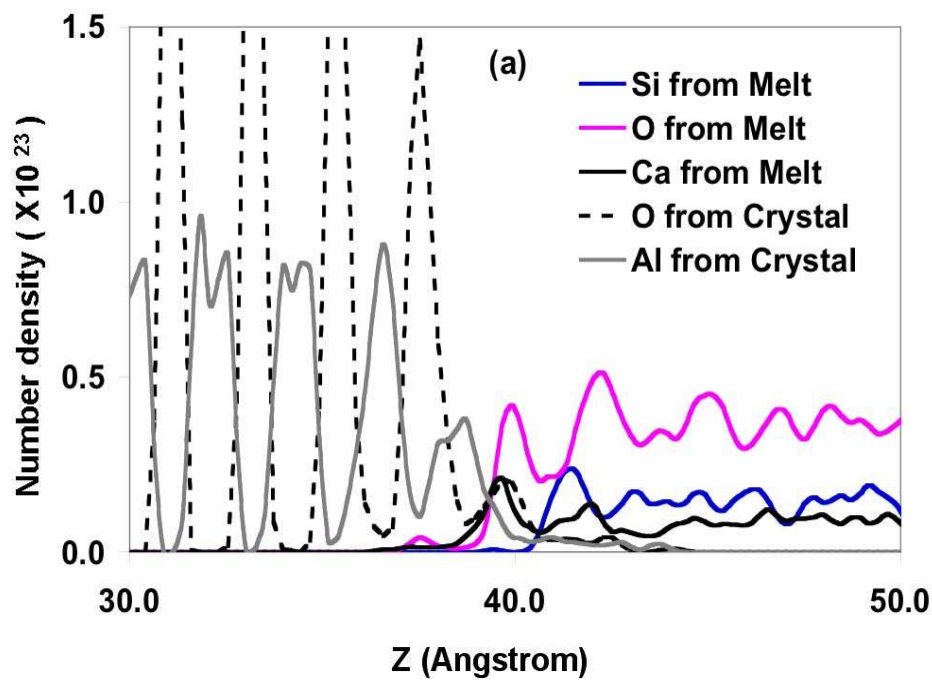 (a)
Si from Melt
O from Melt
Ca from Melt
O from Crystal
Al from Crystal
Number density ( X10 ²³)
1.5
1.0
0.5
0.0
30.0 40.0 50.0
Z (Angstrom)